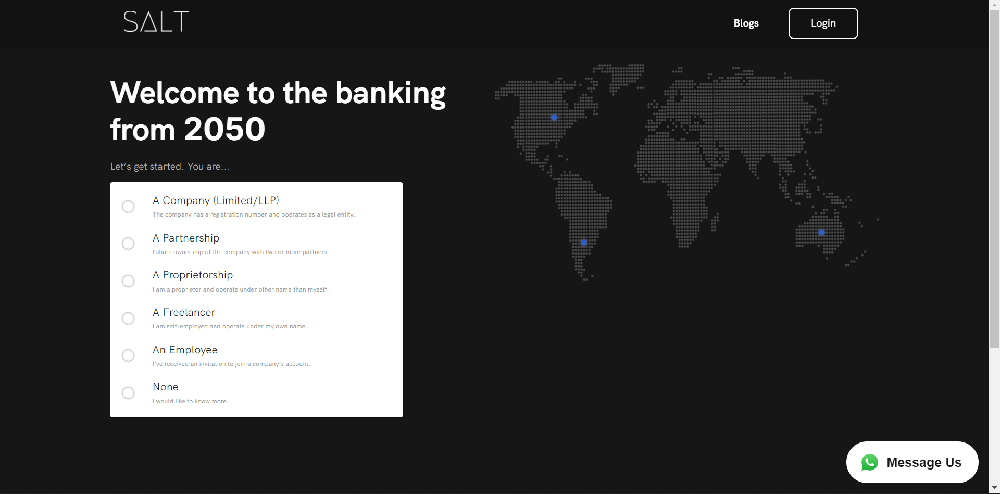 SALT
Blogs
Login
Welcome to the banking
from 2050
Let’s get started. You are...
A Company (Limited/LLP)
The company has a registration number and operates as a legal entity.
A Partnership
I share ownership of the company with two or more partners.
A Proprietorship
I am a proprietor and operate under other name than myself.
A Freelancer
I am self-employed and operate under my own name.
An Employee
I’ve received an invitation to join a company’s account.
None
I would like to know more.
Message Us